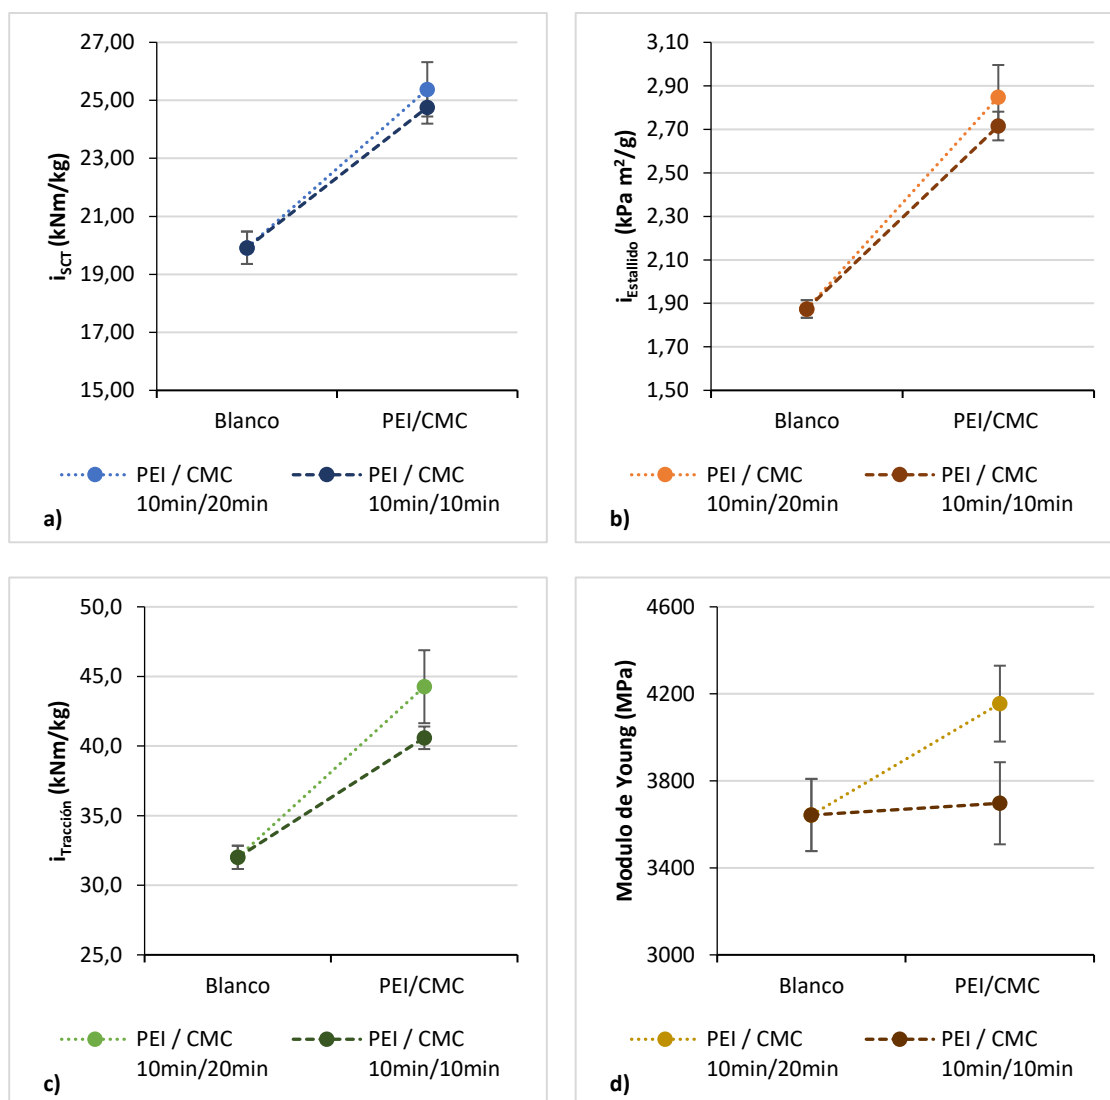 27,00
25,00
23,00
21,00
19,00
17,00
15,00
i SCT (kNm/kg)
Blanco PEI/CMC
PEI / CMC 10min/20min
PEI / CMC 10min/10min
a)
3,10
2,90
2,70
2,50
2,30
2,10
1,90
1,70
1,50
i Estallido (kPa m²/g)
Blanco PEI/CMC
PEI / CMC 10min/20min
PEI / CMC 10min/10min
b)
50,0
45,0
40,0
35,0
30,0
25,0
i Tracción (kNm/kg)
Blanco PEI/CMC
PEI / CMC 10min/20min
PEI / CMC 10min/10min
c)
4600
4200
3800
3400
3000
Modulo de Young (MPa)
Blanco PEI/CMC
PEI / CMC 10min/20min
PEI / CMC 10min/10min
d)